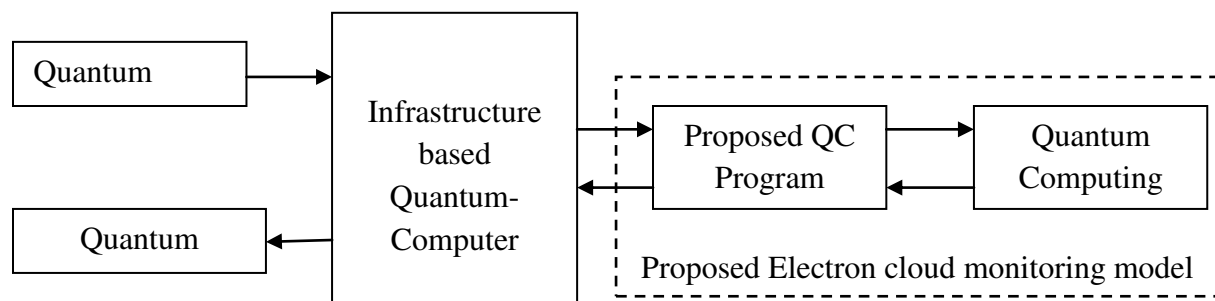 Quantum
Quantum
Infrastructure
based
Quantum-
Computer
Proposed QC
Program
Quantum
Computing
Proposed Electron cloud monitoring model